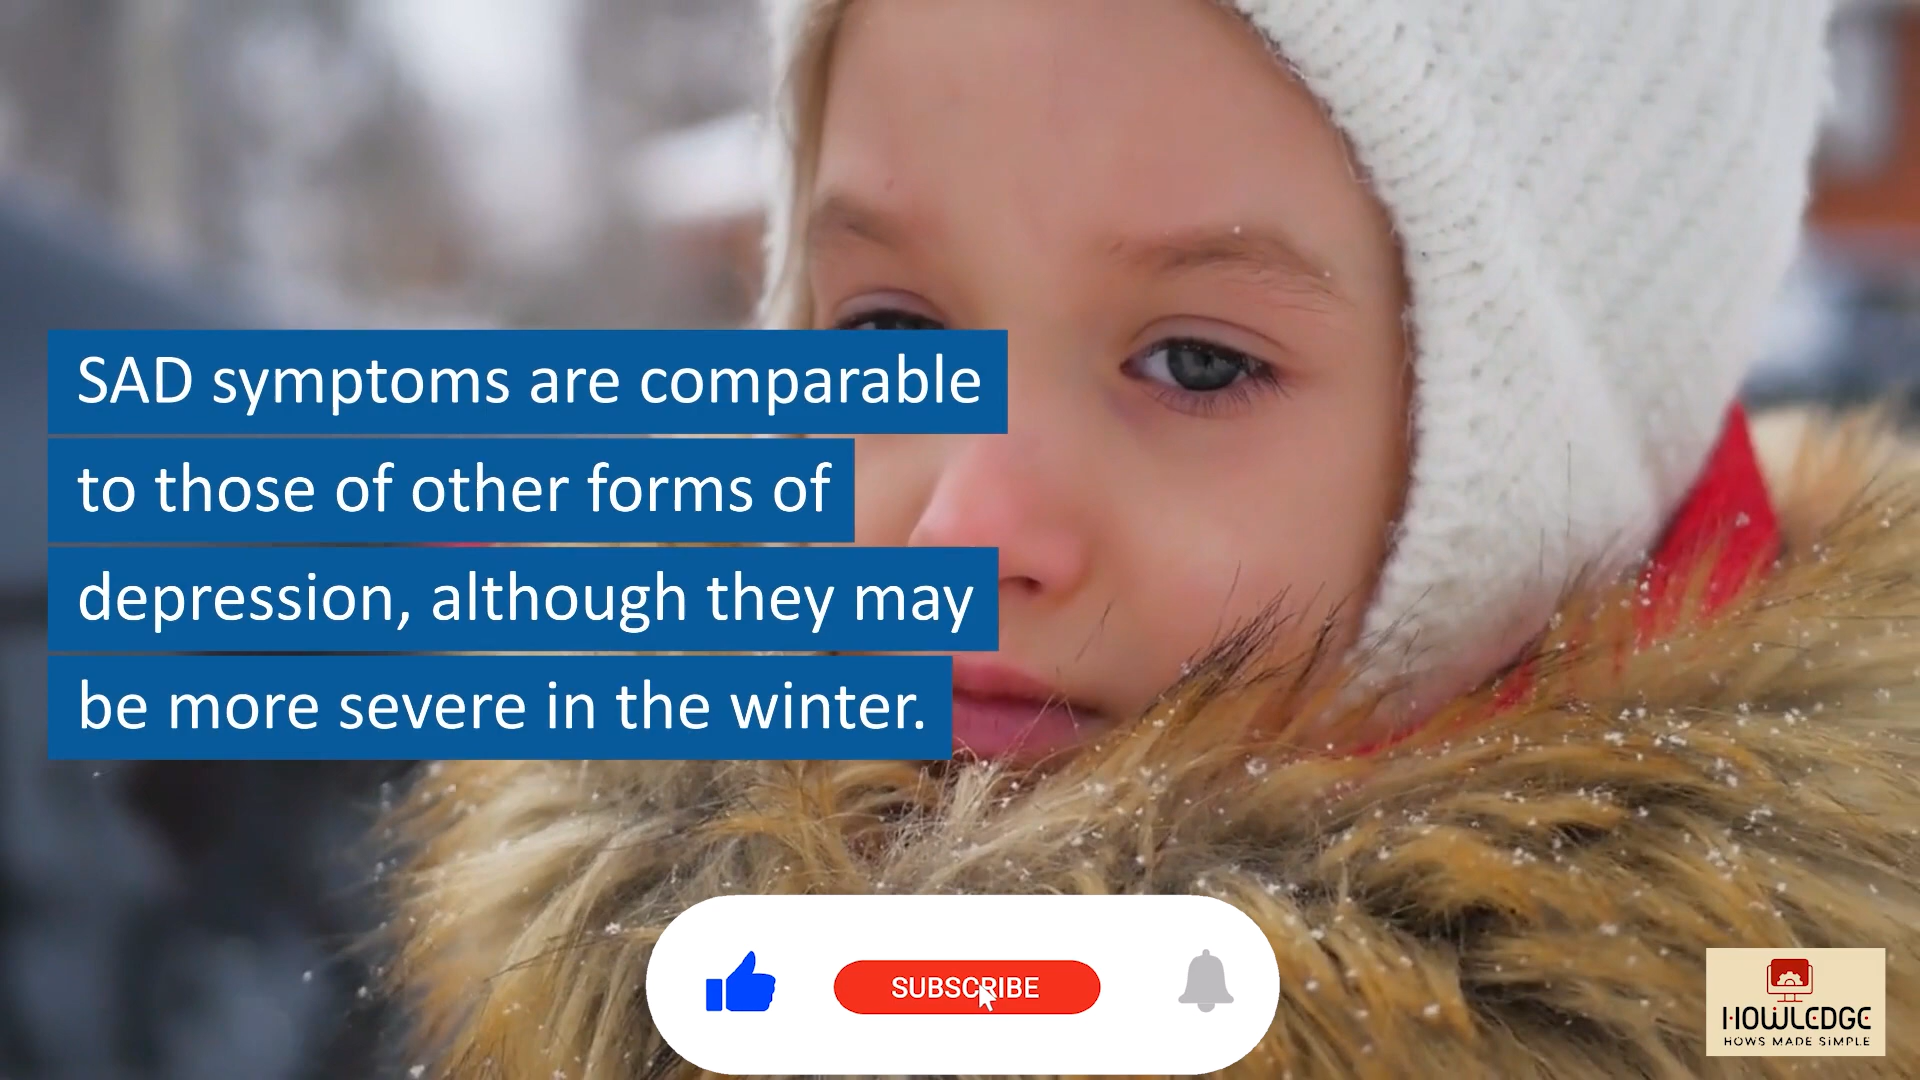 SAD symptoms are comparable
to those of other forms of
depression, although they may
be more severe in the winter.
SUBSCRIBE
HOWLEDGE
HOWS MADE SIMPLE